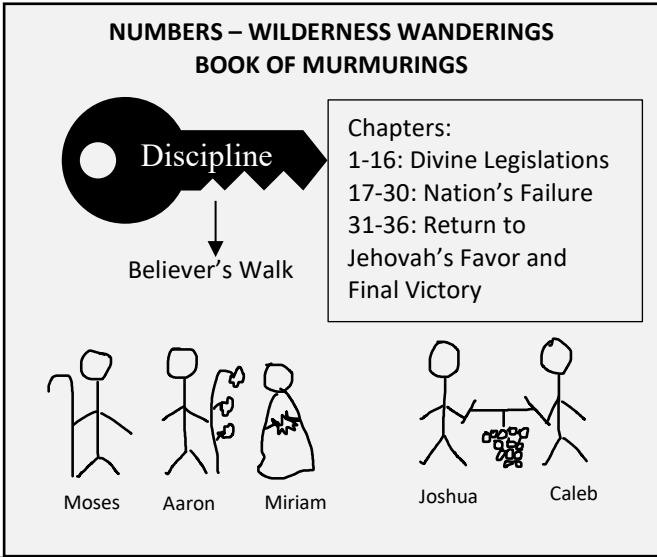 NUMBERS – WILDERNESS WANDERINGS
BOOK OF MURMURINGS
Discipline
Believer's Walk
Chapters:
1-16: Divine Legislations
17-30: Nation's Failure
31-36: Return to
Jehovah's Favor and
Final Victory
Moses
Aaron
Miriam
Joshua
Caleb